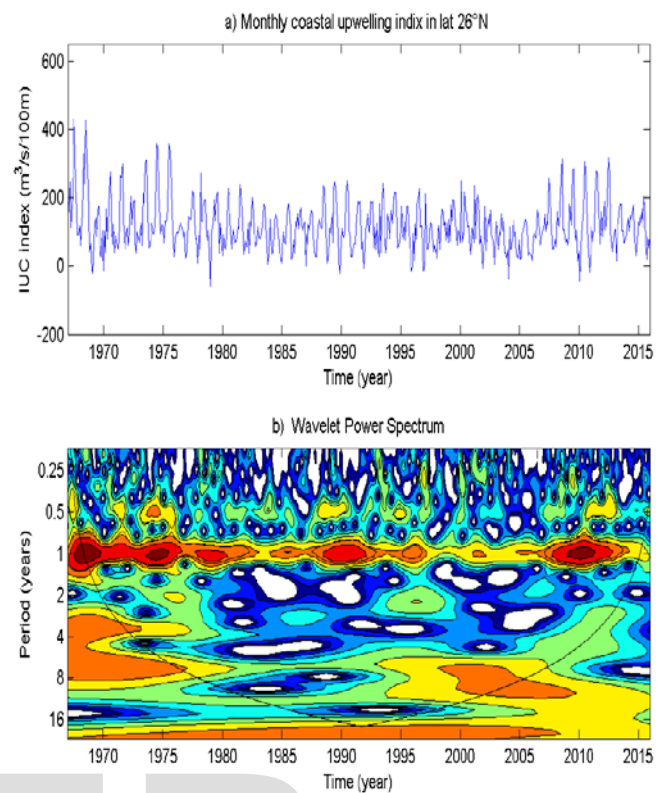 a) Monthly coastal upwelling indix in lat 26°N
600
400
200
0
-200
IUC index (m³/s/100m)
1970 1975 1980 1985 1990 1995 2000 2005 2010 2015
Time (year)
b) Wavelet Power Spectrum
0.25
0.5
1
2
4
8
16
Period (years)
1970 1975 1980 1985 1990 1995 2000 2005 2010 2015
Time (year)